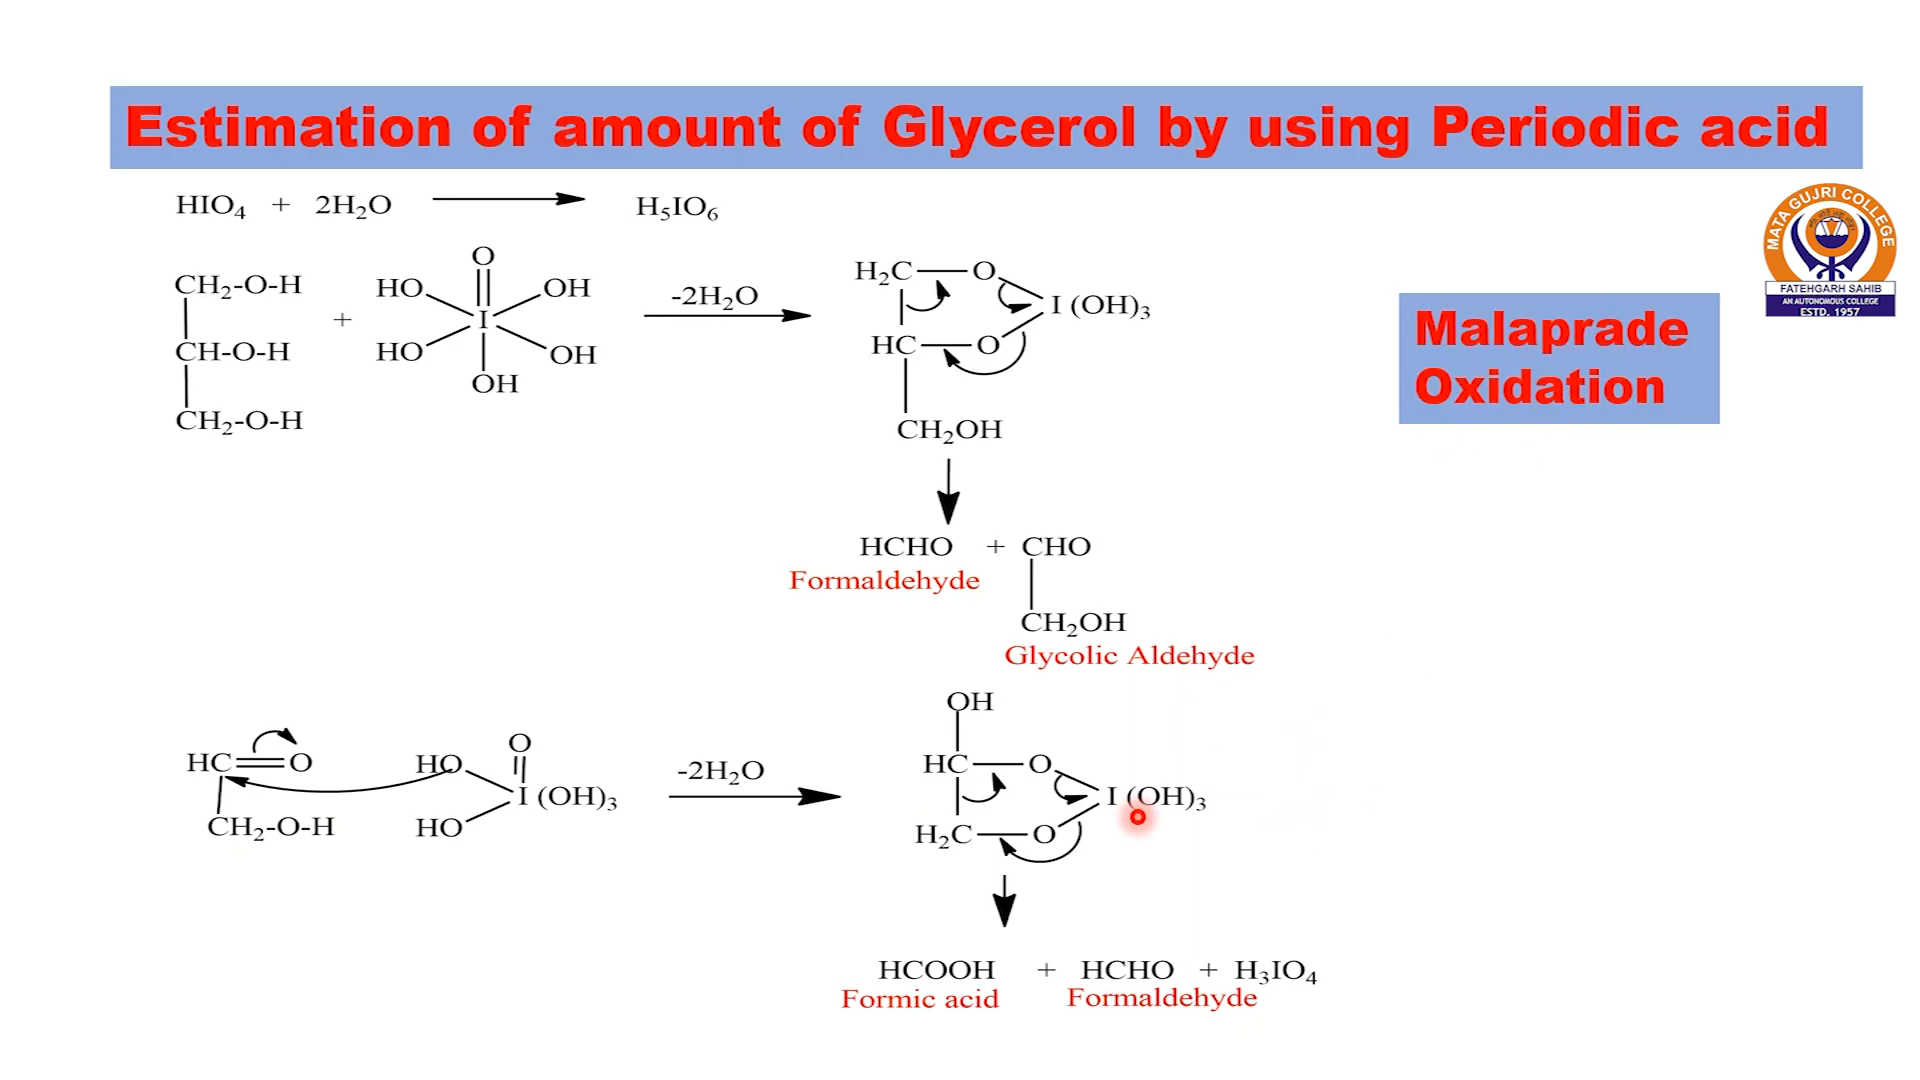 Estimation of amount of Glycerol by using Periodic acid
HIO4 + 2H2O H5IO6
MATA GUJRI COLLEGE
FATEHGARH SAHIB
AN AUTONOMOUS COLLEGE
ESTD. 1957
O
CH2-O-H HO OH H2C O
+ I -2H2O I (OH)3
CH-O-H HO OH HC O
OH
CH2-O-H CH2OH
Malaprade
Oxidation
HCHO + CHO
Formaldehyde
CH2OH
Glycolic Aldehyde
OH
O
HC O HO -2H2O HC O
I (OH)3 I (OH)3
CH2-O-H HO H2C O
HCOOH + HCHO + H3IO4
Formic acid Formaldehyde